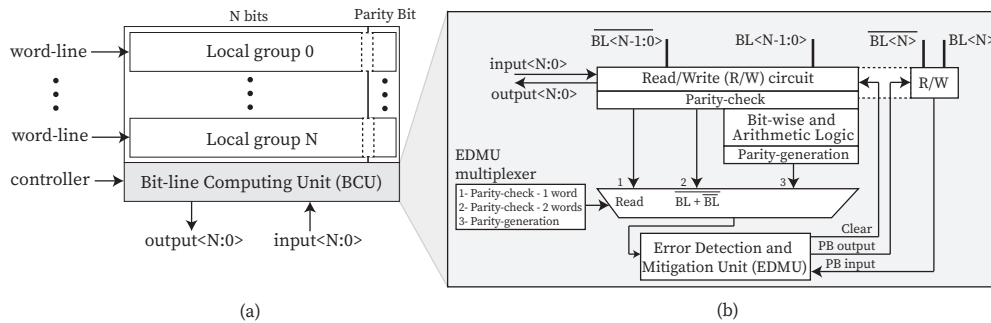 N bits
Parity Bit
word-line
Local group 0
word-line
Local group N
controller
Bit-line Computing Unit (BCU)
output<N:0>
input<N:0>
(a)
BL<N-1:0>
BL<N-1:0>
BL<N>
BL<N>
input<N:0>
output<N:0>
Read/Write (R/W) circuit
R/W
Parity-check
Bit-wise and
Arithmetic Logic
Parity-generation
EDMU
multiplexer
1- Parity-check - 1 word
2- Parity-check - 2 words
3- Parity-generation
1
2
3
Read
BL + BL
Clear
Error Detection and
Mitigation Unit (EDMU)
PB output
PB input
(b)